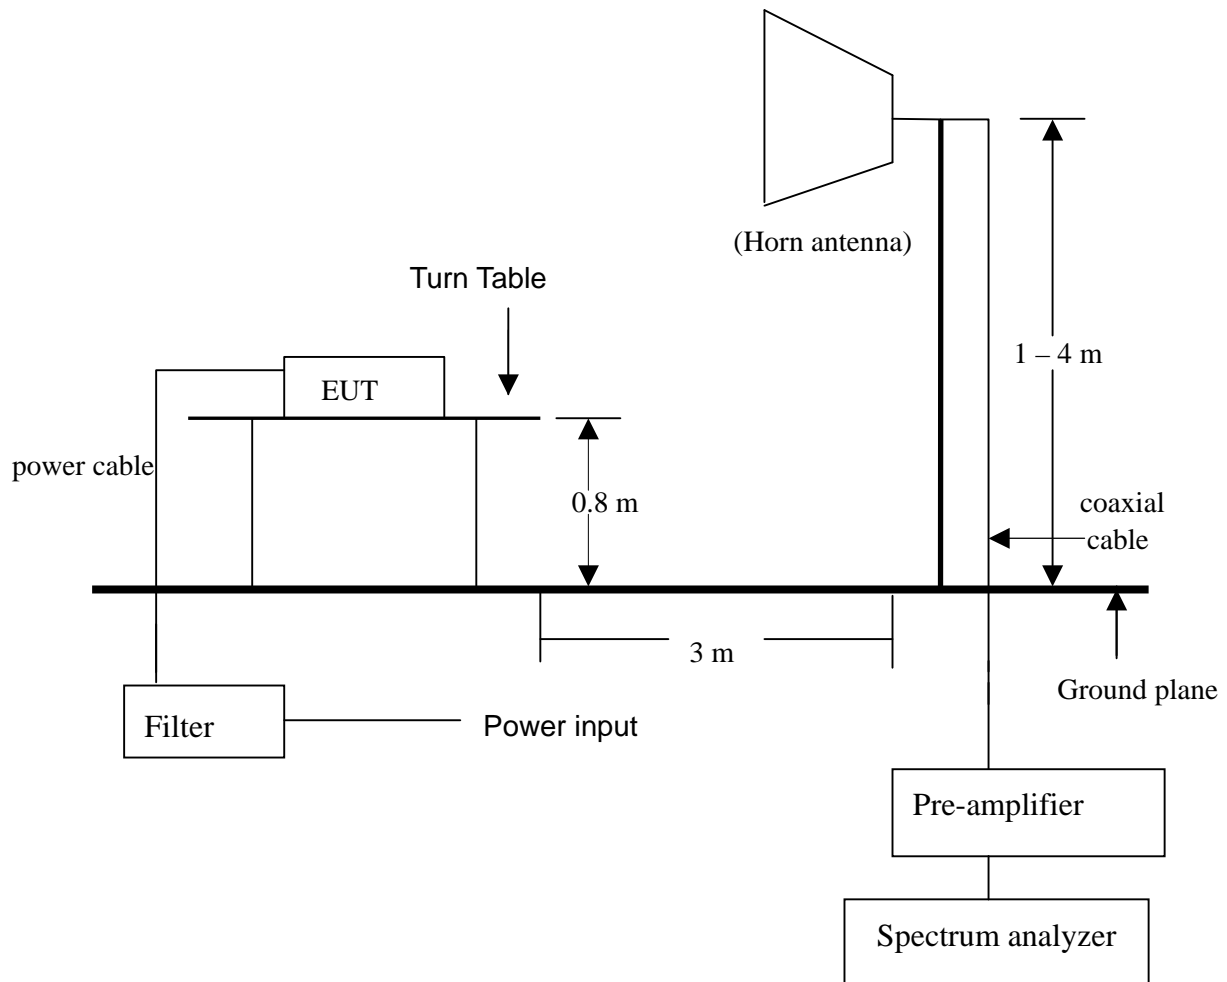 (Horn antenna)
Turn Table
1 – 4 m
EUT
power cable
0.8 m
coaxial
cable
3 m
Ground plane
Filter
Power input
Pre-amplifier
Spectrum analyzer